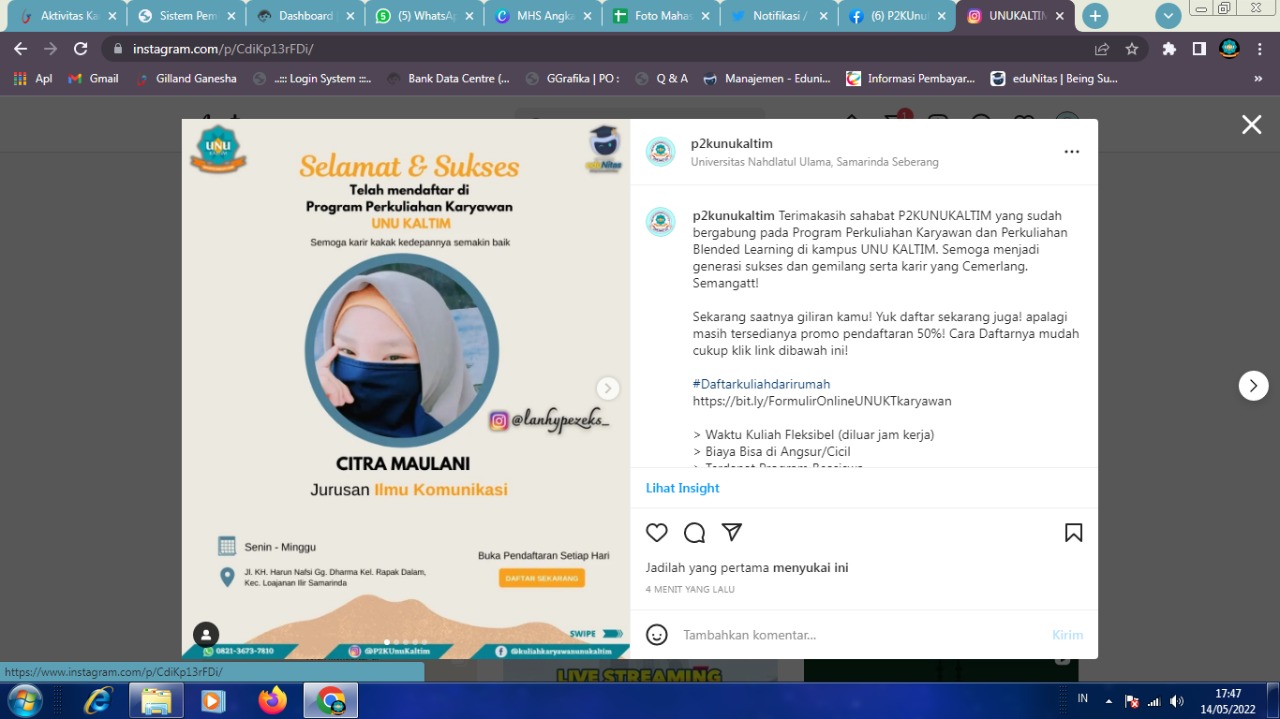 Aktivitas Ka
Sistem Perm
Dashboard
(5) WhatsAp
MHS Angka
Foto Mahas
Notifikasi /
(6) P2KUnuk
UNUKALTIM
instagram.com/p/CdiKp13rFDi/
Apl
Gmail
Gilland Ganesha
..::: Login System :::..
Bank Data Centre (...
GGrafika | PO :
Q & A
Manajemen - Eduni...
Informasi Pembayar...
eduNitas | Being Su...
»
UNU
Selamat & Sukses
Telah mendaftar di
Program Perkuliahan Karyawan
UNU KALTIM
Semoga karir kakak kedepannya semakin baik
@lanhypezeks_
CITRA MAULANI
Jurusan Ilmu Komunikasi
Senin - Minggu
Jl. KH. Harun Nafsi Gg. Dharma Kel. Rapak Dalam,
Kec. Loajanan Ilir Samarinda
Buka Pendaftaran Setiap Hari
DAFTAR SEKARANG
SWIPE
0821-3673-7810
@P2KUnuKaltim
@kuliahkaryawanunukaltim
p2kunukaltim
Universitas Nahdlatul Ulama, Samarinda Seberang
p2kunukaltim Terimakasih sahabat P2KUNUKALTIM yang sudah
bergabung pada Program Perkuliahan Karyawan dan Perkuliahan
Blended Learning di kampus UNU KALTIM. Semoga menjadi
generasi sukses dan gemilang serta karir yang Cemerlang.
Semangatt!
Sekarang saatnya giliran kamu! Yuk daftar sekarang juga! apalagi
masih tersedianya promo pendaftaran 50%! Cara Daftarnya mudah
cukup klik link dibawah ini!
#Daftarkuliahdarirumah
https://bit.ly/FormulirOnlineUNUKTkaryawan
> Waktu Kuliah Fleksibel (diluar jam kerja)
> Biaya Bisa di Angsur/Cicil
> Terdapat Program Beasiswa
Lihat Insight
Jadilah yang pertama menyukai ini
4 MENIT YANG LALU
Tambahkan komentar...
Kirim
https://www.instagram.com/p/CdiKp13rFDi/
LIVE STREAMING
IN
17:47
14/05/2022